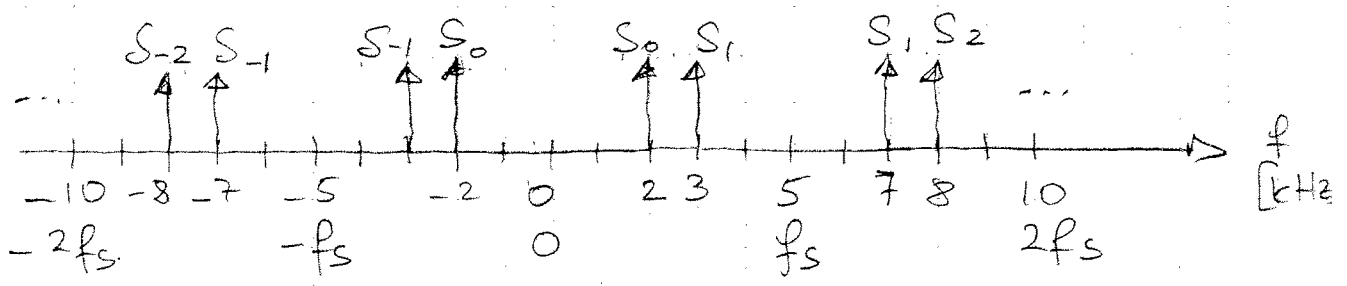 S-2 S-1 S-1 S0 S0 S1 S1 S2
... ...
-10 -8 -7 -5 -2 0 2 3 5 7 8 10 f
[kHz
-2fs -fs 0 fs 2fs